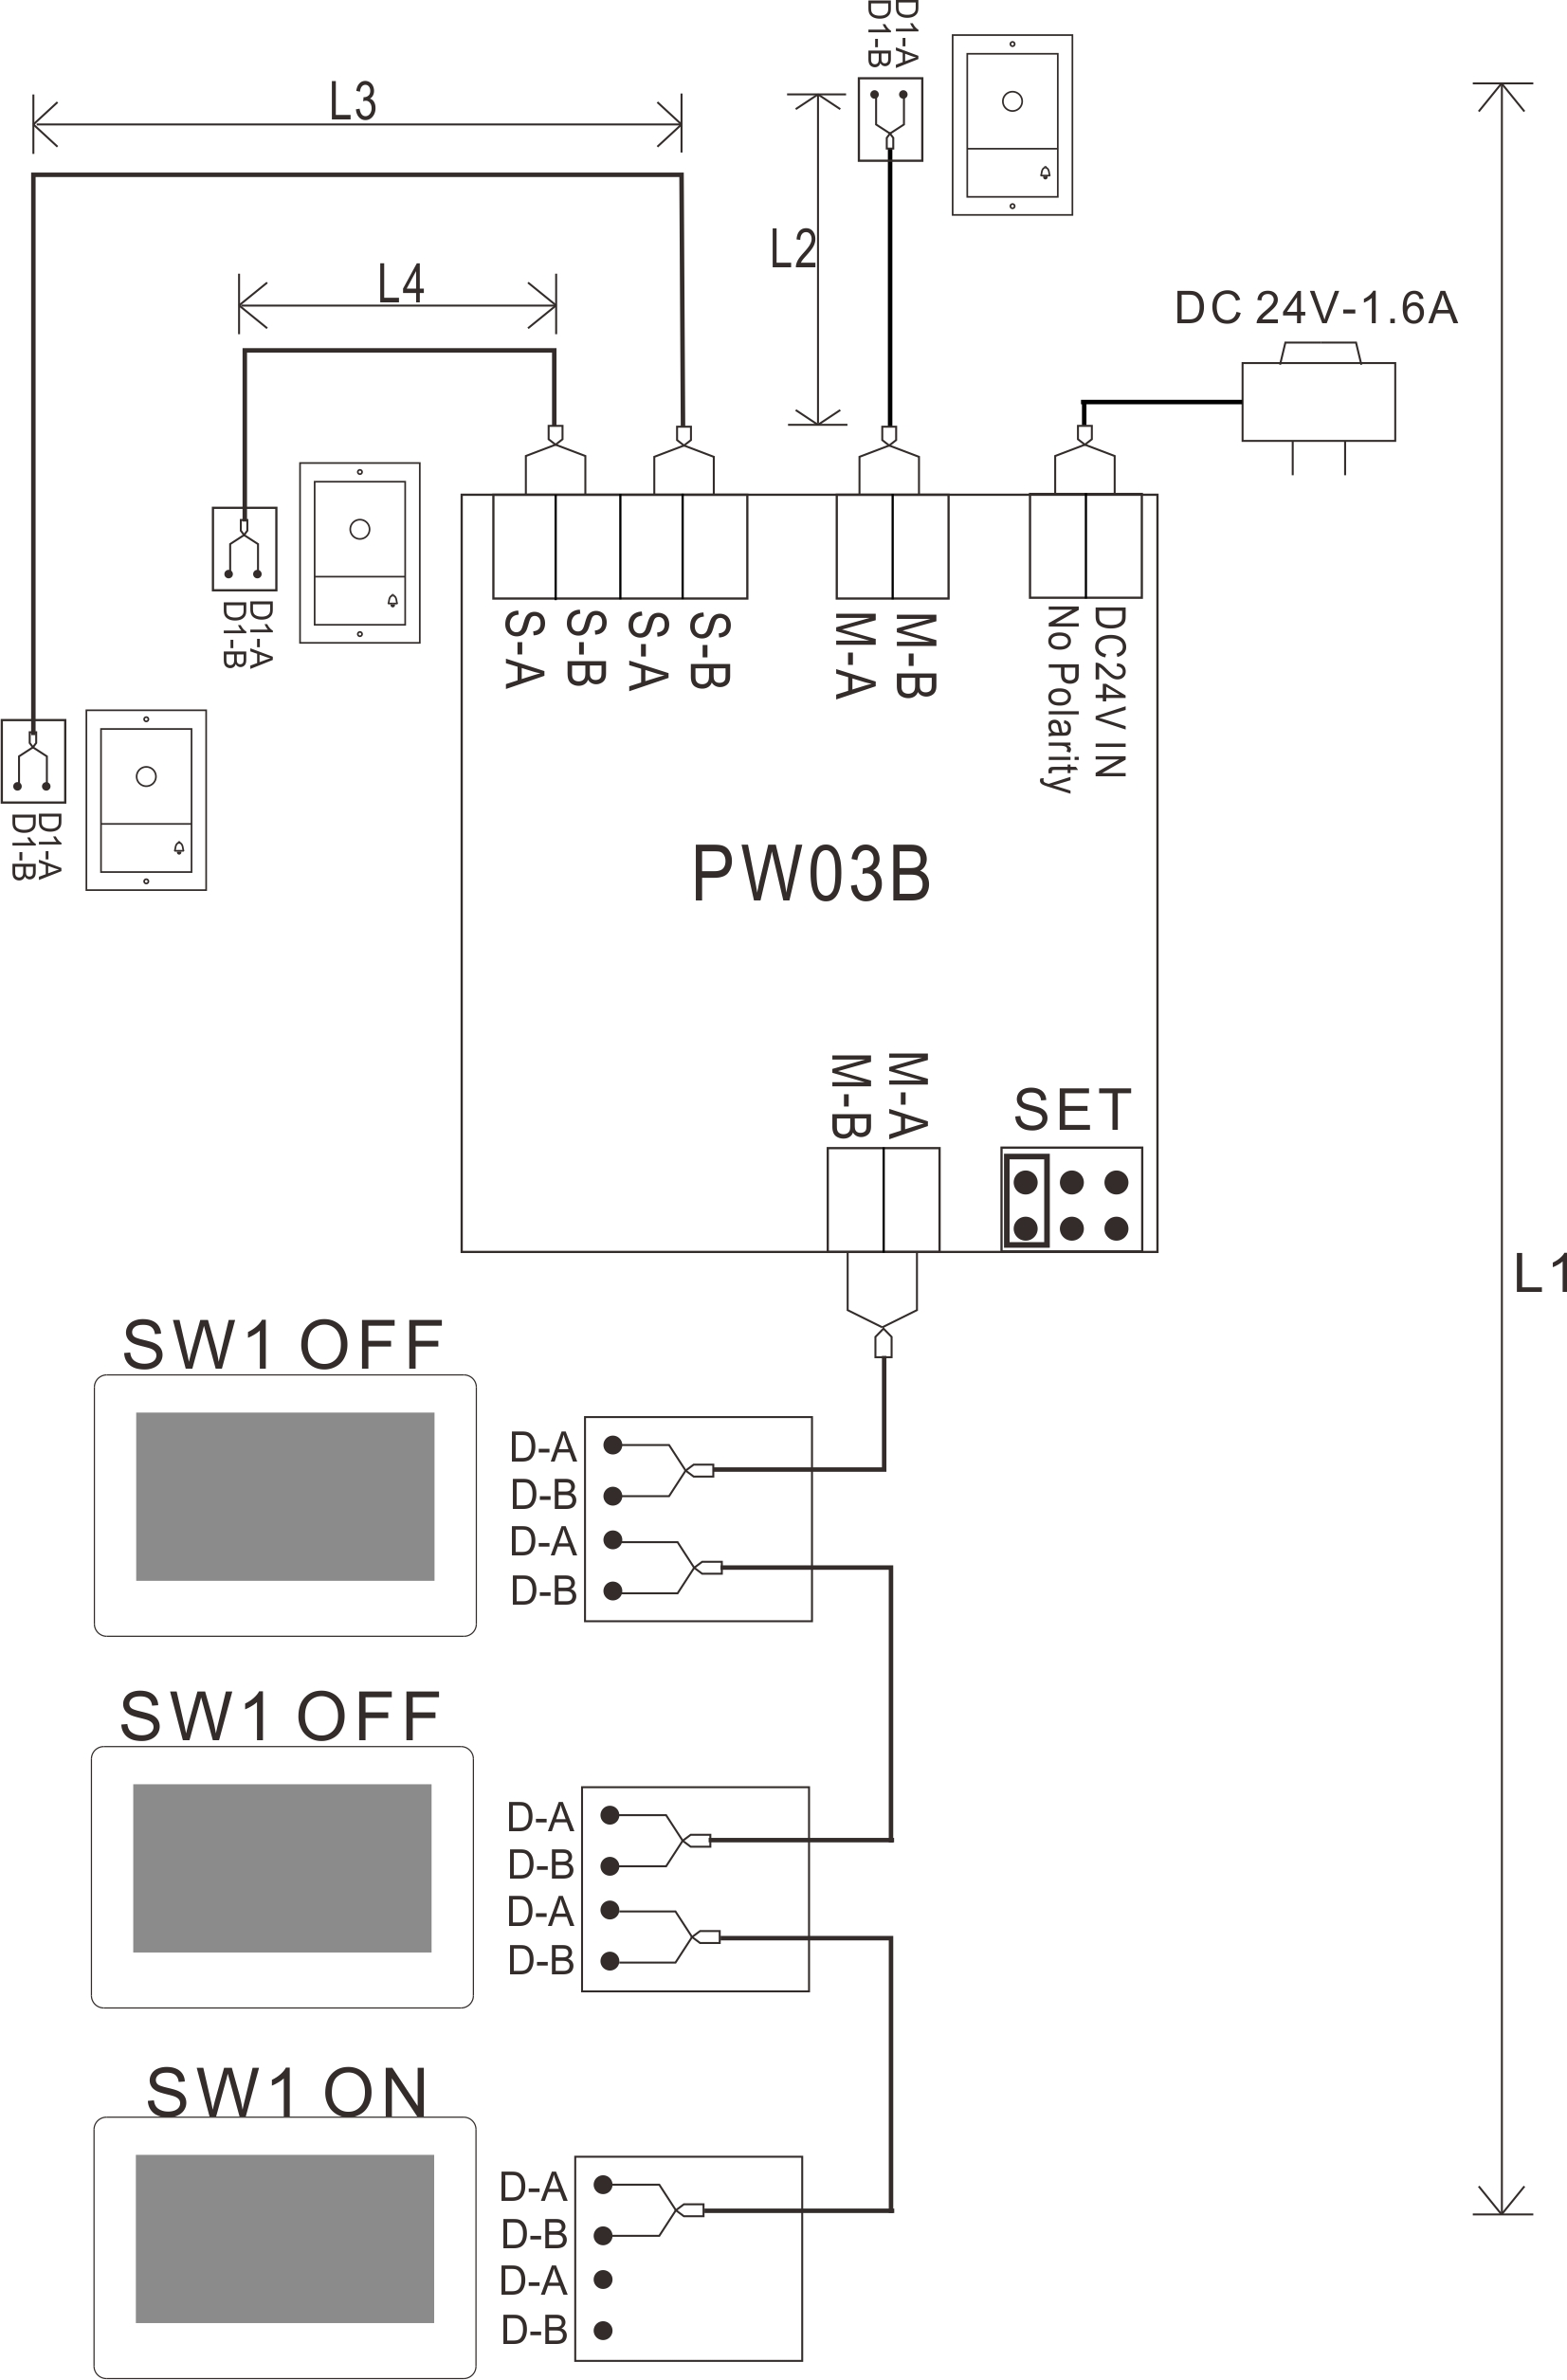 D1-A
D1-B
L3
L2
L4
DC 24V-1.6A
D1-A
D1-B
S-A
S-B
S-A
S-B
M-A
M-B
DC24V IN
No Polarity
D1-A
D1-B
PW03B
M-B
M-A
SET
L1
SW1 OFF
D-A
D-B
D-A
D-B
SW1 OFF
D-A
D-B
D-A
D-B
SW1 ON
D-A
D-B
D-A
D-B